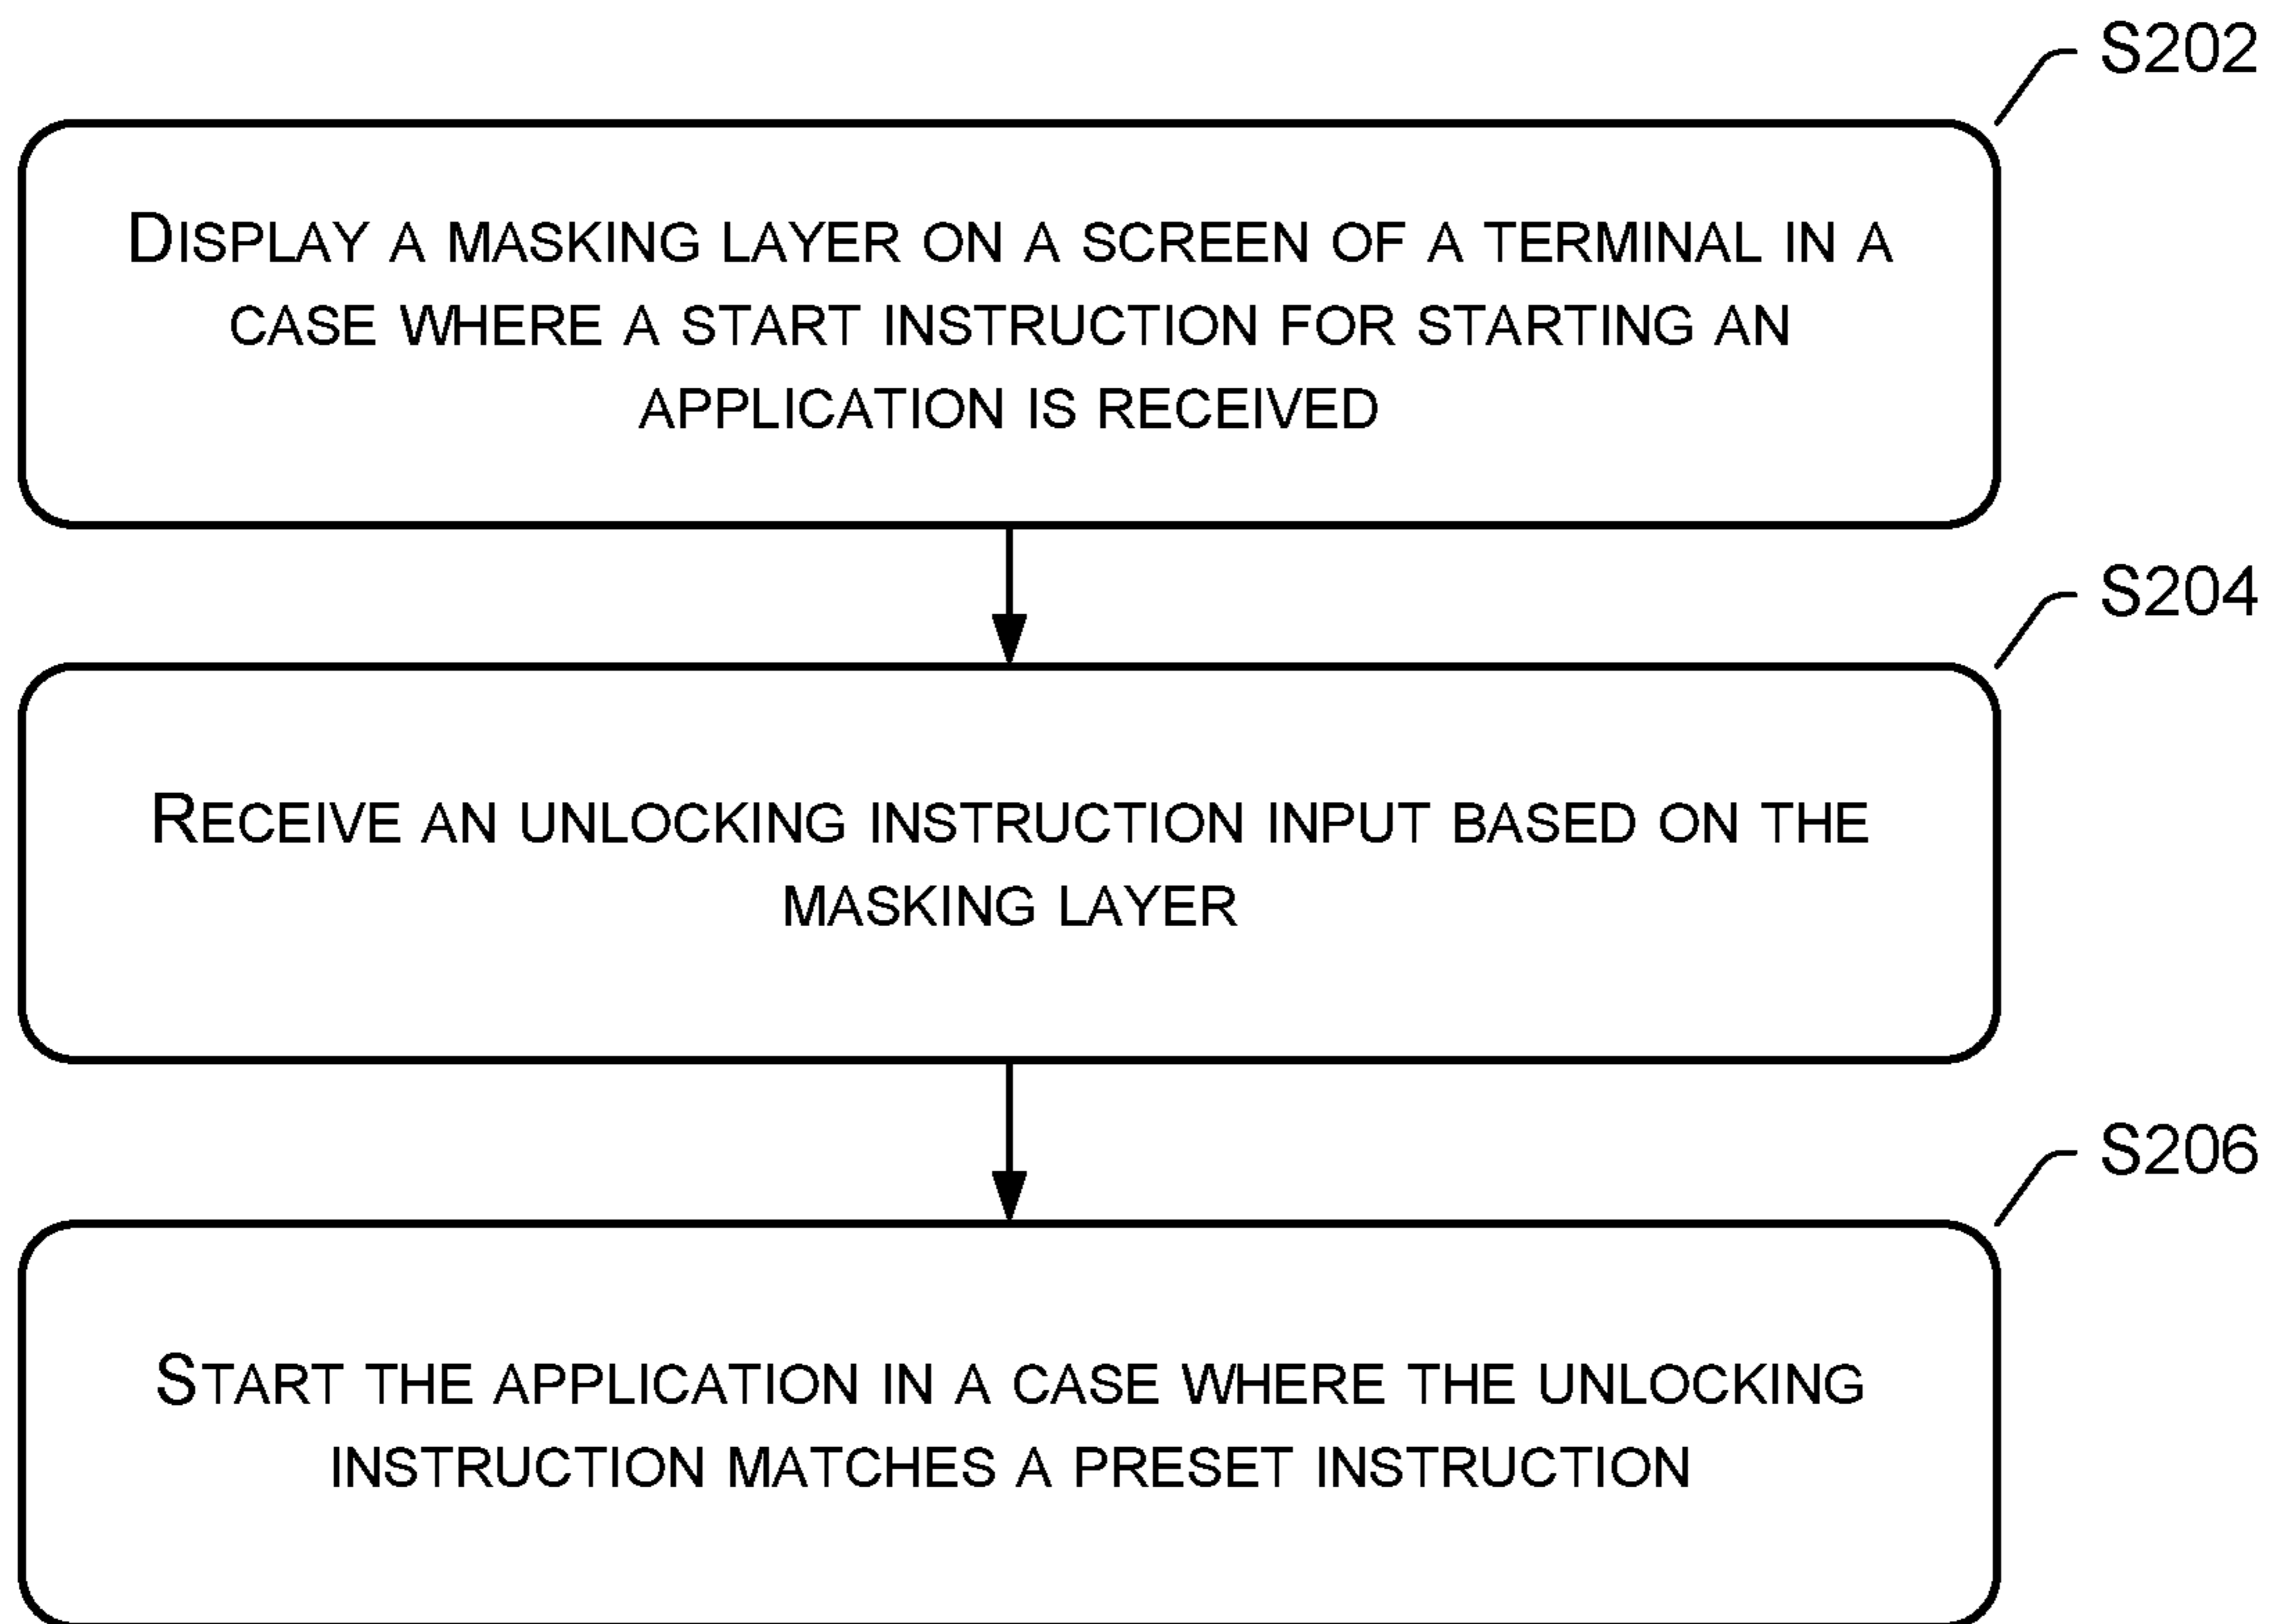 S202
DISPLAY A MASKING LAYER ON A SCREEN OF A TERMINAL IN A
CASE WHERE A START INSTRUCTION FOR STARTING AN
APPLICATION IS RECEIVED
S204
RECEIVE AN UNLOCKING INSTRUCTION INPUT BASED ON THE
MASKING LAYER
S206
START THE APPLICATION IN A CASE WHERE THE UNLOCKING
INSTRUCTION MATCHES A PRESET INSTRUCTION